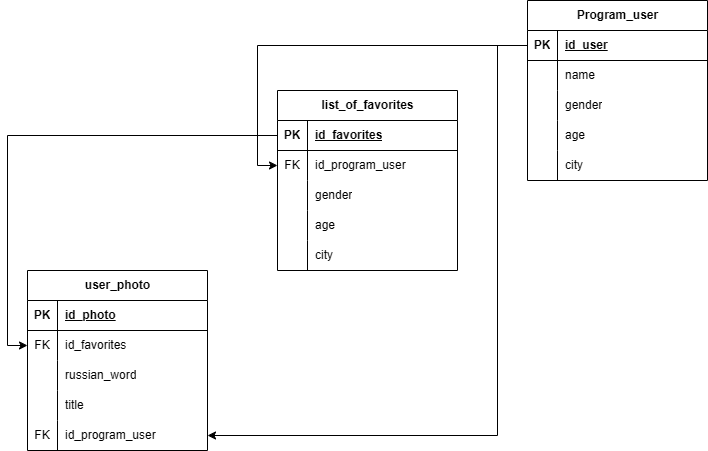 Program_user
PK id_user
name
gender
age
city
list_of_favorites
PK id_favorites
FK id_program_user
gender
age
city
user_photo
PK id_photo
FK id_favorites
russian_word
title
FK id_program_user